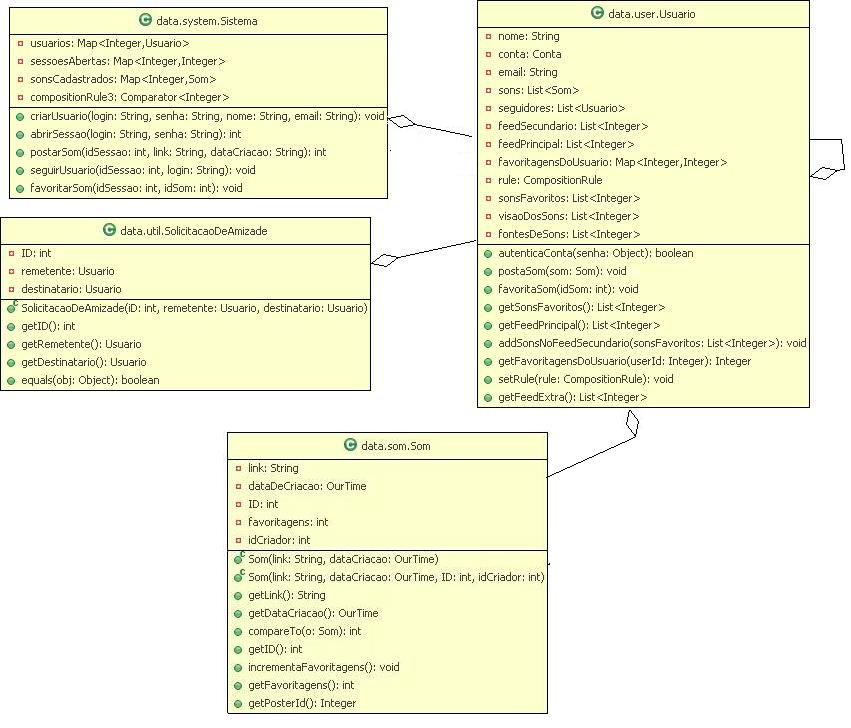 data.system.Sistema
usuarios: Map<Integer,Usuario>
sessoesAbertas: Map<Integer,Integer>
sonsCadastrados: Map<Integer,Som>
compositionRule3: Comparator<Integer>
criarUsuario(login: String, senha: String, nome: String, email: String): void
abrirSessao(login: String, senha: String): int
postarSom(idSessao: int, link: String, dataCriacao: String): int
seguirUsuario(idSessao: int, login: String): void
favoritarSom(idSessao: int, idSom: int): void
data.user.Usuario
nome: String
conta: Conta
email: String
sons: List<Som>
seguidores: List<Usuario>
feedSecundario: List<Integer>
feedPrincipal: List<Integer>
favoritagensDoUsuario: Map<Integer,Integer>
rule: CompositionRule
sonsFavoritos: List<Integer>
visaoDosSons: List<Integer>
fontesDeSons: List<Integer>
autenticaConta(senha: Object): boolean
postaSom(som: Som): void
favoritaSom(idSom: int): void
getSonsFavoritos(): List<Integer>
getFeedPrincipal(): List<Integer>
addSonsNoFeedSecundario(sonsFavoritos: List<Integer>): void
getFavoritagensDoUsuario(userId: Integer): Integer
setRule(rule: CompositionRule): void
getFeedExtra(): List<Integer>
data.util.SolicitacaoDeAmizade
ID: int
remetente: Usuario
destinatario: Usuario
SolicitacaoDeAmizade(iD: int, remetente: Usuario, destinatario: Usuario)
getID(): int
getRemetente(): Usuario
getDestinatario(): Usuario
equals(obj: Object): boolean
data.som.Som
link: String
dataDeCriacao: OurTime
ID: int
favoritagens: int
idCriador: int
Som(link: String, dataCriacao: OurTime)
Som(link: String, dataCriacao: OurTime, ID: int, idCriador: int)
getLink(): String
getDataCriacao(): OurTime
compareTo(o: Som): int
getID(): int
incrementaFavoritagens(): void
getFavoritagens(): int
getPosterId(): Integer